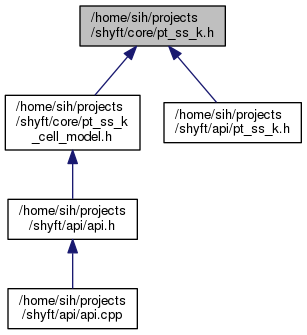 /home/sih/projects
/shyft/core/pt_ss_k.h
/home/sih/projects
/shyft/core/pt_ss_k
_cell_model.h
/home/sih/projects
/shyft/api/pt_ss_k.h
/home/sih/projects
/shyft/api/api.h
/home/sih/projects
/shyft/api/api.cpp